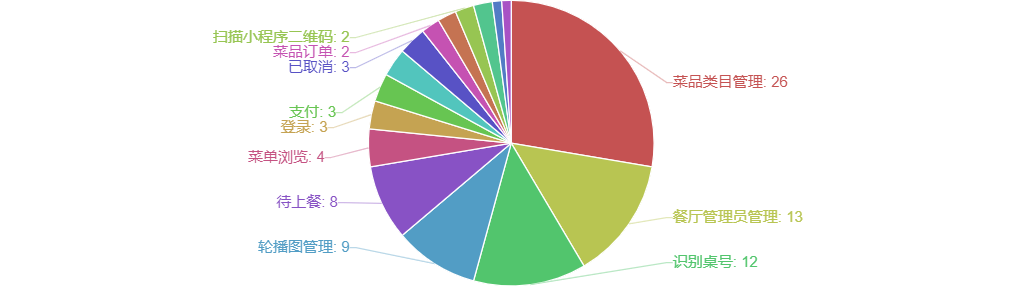 扫描小程序二维码: 2
菜品订单: 2
已取消: 3
菜品类目管理: 26
支付: 3
登录: 3
菜单浏览: 4
待上餐: 8
餐厅管理员管理: 13
轮播图管理: 9
识别桌号: 12